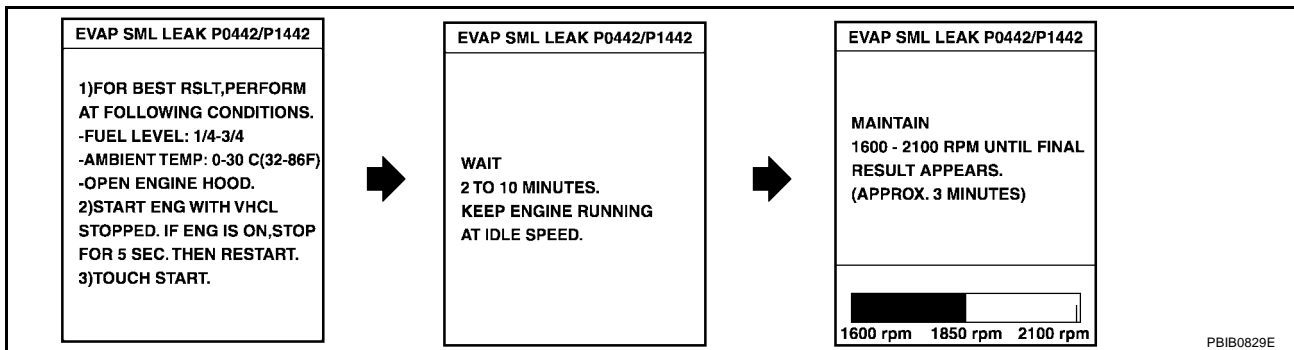 EVAP SML LEAK P0442/P1442
1)FOR BEST RSLT,PERFORM
AT FOLLOWING CONDITIONS.
-FUEL LEVEL: 1/4-3/4
-AMBIENT TEMP: 0-30 C(32-86F)
-OPEN ENGINE HOOD.
2)START ENG WITH VHCL
STOPPED. IF ENG IS ON,STOP
FOR 5 SEC. THEN RESTART.
3)TOUCH START.
EVAP SML LEAK P0442/P1442
WAIT
2 TO 10 MINUTES.
KEEP ENGINE RUNNING
AT IDLE SPEED.
EVAP SML LEAK P0442/P1442
MAINTAIN
1600 - 2100 RPM UNTIL FINAL
RESULT APPEARS.
(APPROX. 3 MINUTES)
1600 rpm 1850 rpm 2100 rpm
PBIB0829E